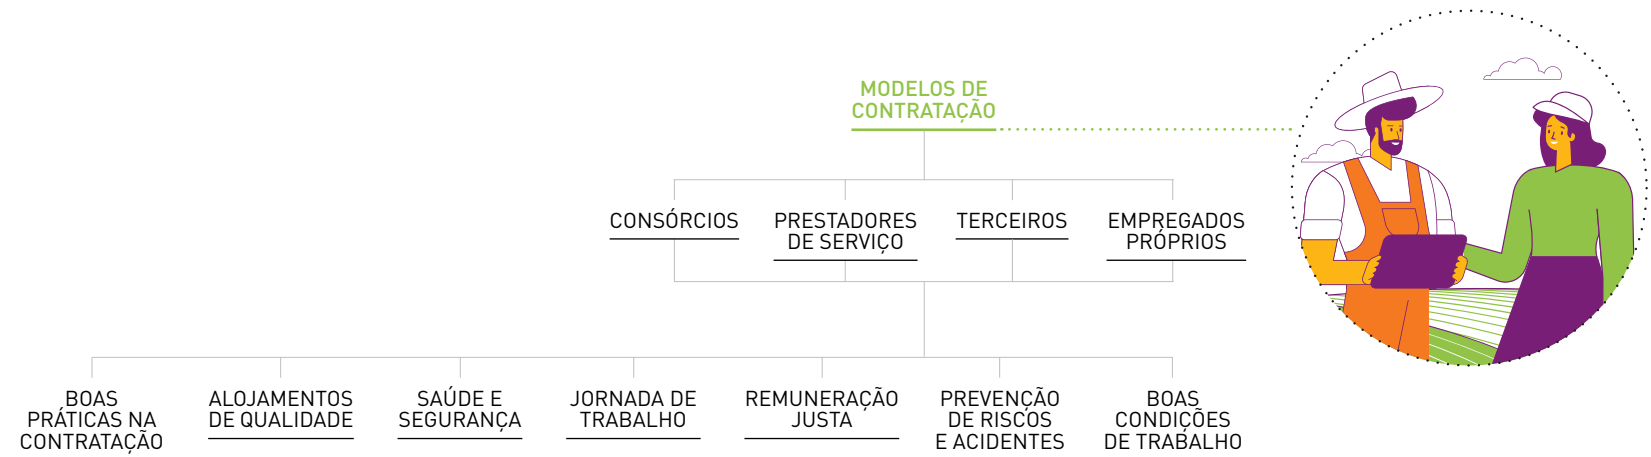 MODELOS DE
CONTRATAÇÃO
CONSÓRCIOS
PRESTADORES
DE SERVIÇO
TERCEIROS
EMPREGADOS
PRÓPRIOS
BOAS
PRÁTICAS NA
CONTRATAÇÃO
ALOJAMENTOS
DE QUALIDADE
SAÚDE E
SEGURANÇA
JORNADA DE
TRABALHO
REMUNERAÇÃO
JUSTA
PREVENÇÃO
DE RISCOS
E ACIDENTES
BOAS
CONDIÇÕES
DE TRABALHO